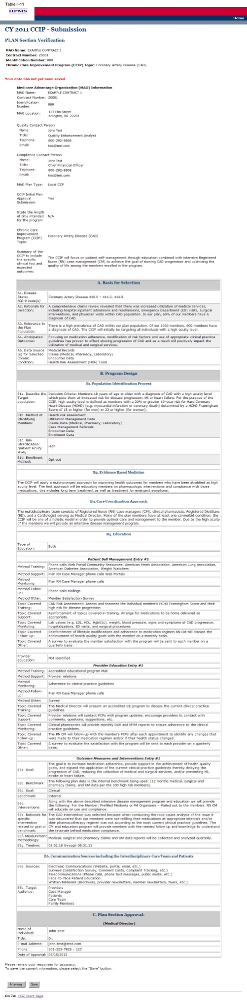 Table II-11
HPMS
Home
CY 2011 CCIP - Submission
PLAN Section Verification
MAO Name: EXAMPLE CONTRACT 1
Contract Number: Z0001
Identification Number: 009
Chronic Care Improvement Program (CCIP) Topic: Coronary Artery Disease (CAD)
Your data has not yet been saved.
Medicare Advantage Organization (MAO) Information
MAO Name: EXAMPLE CONTRACT 1
Contract Number: Z0001
Identification
Number: 009
MAO Location: 123 Elm Street
Arlington, VA 22201
Quality Contact Person
Name: John Test
Title: Quality Enhancement Analyst
Telphone: 800-292-8868
Email: test@test.com
Compliance Contact Person
Name: John Test
Title: Chief Financial Officer
Telphone: 800-292-8868
Email: test@test.com
MAO Plan Type: Local CCP
CCIP Initial Plan
Approval
Submission: Yes
State the length
of time intended
for the program: N/A
Chronic Care
Improvement
Program (CCIP)
Topic: Coronary Artery Disease (CAD)
Summary of the
CCIP to include
the specific
clinical foci and
expected
outcomes:
The CCIP will focus on patient self-management through education combined with intensive Registered
Nurse (RN) case management (CM) to achieve the goal of slowing CAD progression and optimizing the
quality of life among the members enrolled in the program.
A. Basis for Selection
A1. Disease
State:
ICD-9 code(s)
Coronary Artery Disease 410.0 – 414.2, 414.8
A2. Rationale for
Selection:
A comprehensive claims review revealed that there was increased utilization of medical services,
including hospital inpatient admissions and readmissions, Emergency Department (ED) visits, surgical
interventions, and physician visits within CAD population. In our plan, 60% of our members have a
diagnosis of CAD.
A3. Relevance to
the Plan
Population:
There is a high prevalence of CAD within our plan population. Of our 1000 members, 600 members have
a diagnosis of CAD. The CCIP will initially be targeting all individuals with a high acuity level.
A4. Anticipated
Outcomes:
Focusing on medication adherence, modification of risk factors and use of appropriate clinical practice
guidelines has proven to effect slowing progression of CAD and as a result will positively impact the
utilization of medical and surgical services.
A5. Data Source
(s) for Selected
Chronic
Condition:
Medical Records
Claims (Medical, Pharmacy, Laboratory)
Encounter Data
Health Risk Assessment (HRA) Tools
B. Program Design
B1. Population Identification Process
B1a. Describe the
Target
population:
Inclusion Criteria: Members 18 years of age or older with a diagnosis of CAD with a high acuity level
which puts them at increased risk for disease progression, MI or heart failure. For the purpose of the
CCIP, high acuity level is defined as members with a 20% or greater 10-year risk for Hard Coronary
Heart Disease (HCHD) (e.g. myocardial infarction or coronary death) determined by a HCHD Framingham
Score of 15 or higher (for men) or 23 or higher (for women).
B1b. Method of
Identifying
Members:
Health risk assessment
Utilization Management Data
Claims Data (Medical, Pharmacy, Laboratory)
Case Management Referrals
Encounter Data
Enrollment Data
B1c. Risk
Stratification:
(patient acuity
level)
High
B1d. Enrollment
Method:
Opt out
B2. Evidence Based Medicine
The CCIP will apply a multi-pronged approach for improving health outcomes for members who have been stratified as high
acuity level. The first approach will be educating members on pharmacologic interventions and compliance with those
medications; this includes long term treatment as well as treatment for emergent symptoms.
B3. Care Coordination Approach
The multidisciplinary team consists of Registered Nurse (RN) case managers (CM), clinical pharmacists, Registered Dietitians
(RD), and a Cardiologist serving as Medical Director. Many of the plan members have at least one co-morbid condition; the
CCIP will be one of a holistic model in order to provide optimal care and management to the member. Due to the high acuity
of the members we will provide an intensive disease management program.
B4. Education
Type of
Education:
Both
Patient Self Management Entry #1
Method Training: Phone calls Web Portal Community Resources: American Heart Association, American Lung Association,
American Diabetes Association, Weight Watchers
Method Support: Plan RN Case Manager phone calls Web Portals
Method
Monitoring:
Plan RN Case Manager phone calls
Method Follow-
up:
Phone calls Mailings
Method Other: Member Satisfaction Survey
Topic Covered
Training:
CAD Risk Assessment: Assess and reassess the individual member's HCHD Framingham Score and their
high risk for disease progression
Topic Covered
Support:
Reinforcement of topics covered in training. Arrange for medications to be home delivered as
appropriate.
Topic Covered
Monitoring:
Lab values (e.g. LDL, HDL, HgbA1c), weight, blood pressure, signs and symptoms of CAD progression,
hospitalizations, ED visits, and surgical procedures
Topic Covered
Follow-up:
Reinforcement of lifestyle modifications and adherence to medication regimen RN CM will discuss the
achievement of health quality goals with the member on a monthly basis.
Topic Covered
Other:
A survey to evaluate the member satisfaction with the program will be sent to each member on a
quarterly basis.
Provider
Education:
Not identified
Provider Education Entry #1
Method Training: Accredited educational program Mail
Method Support: Provider relations
Method
Monitoring:
Adherence to clinical practice guidelines
Method Follow-
up:
Plan RN Case Manager phone calls
Method Other: Survey
Topic Covered
Training:
The Medical Director will present an accredited CE program to discuss the current clinical practice
guidelines.
Topic Covered
Support:
Provider relations will contact PCPs with program updates, encourage providers to contact with
comments, questions, suggestions, etc.
Topic Covered
Monitoring:
Clinical pharmacists will provide monthly DUR and MTM reports to ensure adherence to the clinical
practice guidelines.
Topic Covered
Follow-up:
The RN CM will follow-up with the member's PCPs after each appointment to identify any changes that
were made to their medication regimen and/or if their health status changed.
Topic Covered
Other:
A survey to evaluate the satisfaction with the program will be sent to each provider on a quarterly
basis.
Outcome Measures and Interventions Entry #1
B5a. Goal:
The goal is to increase medication adherence, provide support in the achievement of health quality
goals, and expand the application of the current clinical practice guidelines thereby delaying the
progression of CAD, reducing the utilization of medical and surgical services, and/or preventing MI,
stroke or heart failure.
B5b. Benchmark:
The following plan data is the internal benchmark being used: (12 months medical, surgical and
pharmacy claims, and UM data per the 100 high risk members).
B5c. Goal: Clinical
Benchmark: Internal
B5d.
Interventions:
Along with the above described intensive disease management program and education we will provide
the following: For the Member: Prefilled Medisets or Pill Organizers – Mailed out to the members. RN CM
will educate on use and compliance.
B5e. Rationale for
specific
intervention
related to goal or
benchmark:
The CAD intervention was selected because when conducting the root-cause analysis of the issue it
was discovered that our members were not refilling their medications at appropriate intervals and/or
their pharmacotherapy regimen was not according to the most current clinical practice guidelines. The
CM and education program will provide members with the needed follow up and knowledge to understand
the rationale behind medication compliance.
B5f. Measurement
Methodology:
Medical, surgical and pharmacy claims and UM data reports will be collected and analyzed quarterly.
B5g. Timeline: 09.01.10 through 08.31.11
B6. Communication Sources including the Interdisciplinary Care Team and Patients
B6a. Sources:
Electronic Communications (Website, portal, email, etc.)
Surveys (Satisfaction Survey, Comment Cards, Complaint Tracking, etc.)
Telecommunications (Phone calls, phone text messages, public media, etc.)
Face-to-face Patient Education
Written Materials (Brochures, provider newsletters, member newsletters, flyers, etc.)
B6b. Target
Audience:
Providers
Case Manager
Patients
Care Team
Family Members
C. Plan Section Approval:
(Medical Director)
Name of
Individual:
John Test
Title: Dr.
E-mail Address: john.test@test.com
Phone: 301-223-7825 - 123
Date of Approval: 05/15/2012
Please review your responses for accuracy.
To save the current information, please select the "Save" button.
Previous Save
Go To: CCIP Start Page